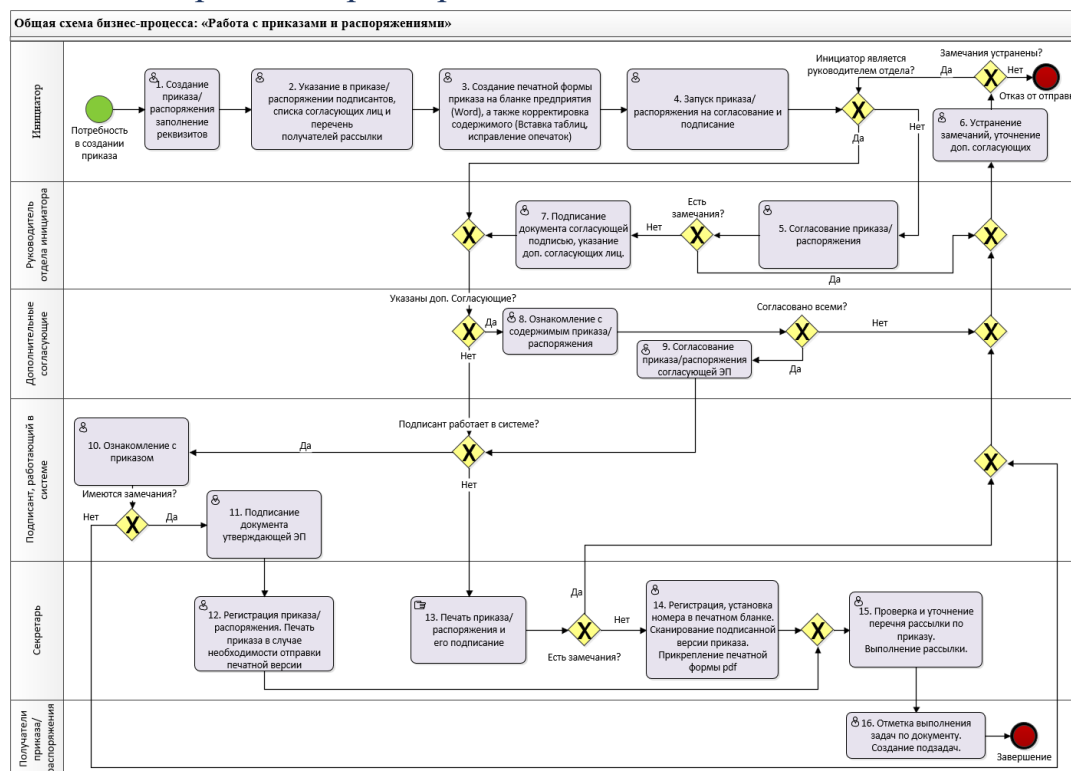 Общая схема бизнес-процесса: «Работа с приказами и распоряжениями»
Инициатор
Потребность
в создании
приказа
1. Создание
приказа/
распоряжения
заполнение
реквизитов
2. Указание в приказе/
распоряжении подписантов,
списка согласующих лиц и
перечень
получателей рассылки
3. Создание печатной формы
приказа на бланке предприятия
(Word), а также корректировка
содержимого (Вставка таблиц,
исправление опечаток)
4. Запуск приказа/
распоряжения на согласование и
подписание
Инициатор является
руководителем отдела?
Да
Нет
Замечания устранены?
Да
Нет
Отказ от отправк
6. Устранение
замечаний, уточнение
доп. согласующих
Руководитель
отдела инициатора
7. Подписание
документа согласующей
подписью, указание
доп. согласующих лиц.
Нет
Есть
замечания?
Да
5. Согласование приказа/
распоряжения
Дополнительные
согласующие
Указаны доп. Согласующие?
Да
Нет
8. Ознакомление с
содержимым приказа/
распоряжения
Согласовано всеми?
Нет
Да
9. Согласование
приказа/распоряжения
согласующей ЭП
Подписант, работающий в
системе
Подписант работает в системе?
Да
Нет
10. Ознакомление с
приказом
Имеются замечания?
Нет
Да
11. Подписание
документа
утверждающей ЭП
Секретарь
12. Регистрация приказа/
распоряжения. Печать
приказа в случае
необходимости отправки
печатной версии
13. Печать приказа/
распоряжения и
его подписание
Да
Нет
Есть замечания?
14. Регистрация, установка
номера в печатном бланке.
Сканирование подписанной
версии приказа.
Прикрепление печатной
формы pdf
15. Проверка и уточнение
перечня рассылки по
приказу.
Выполнение рассылки.
Получатели
приказа/
распоряжения
16. Отметка выполнения
задач по документу.
Создание подзадач.
Завершение